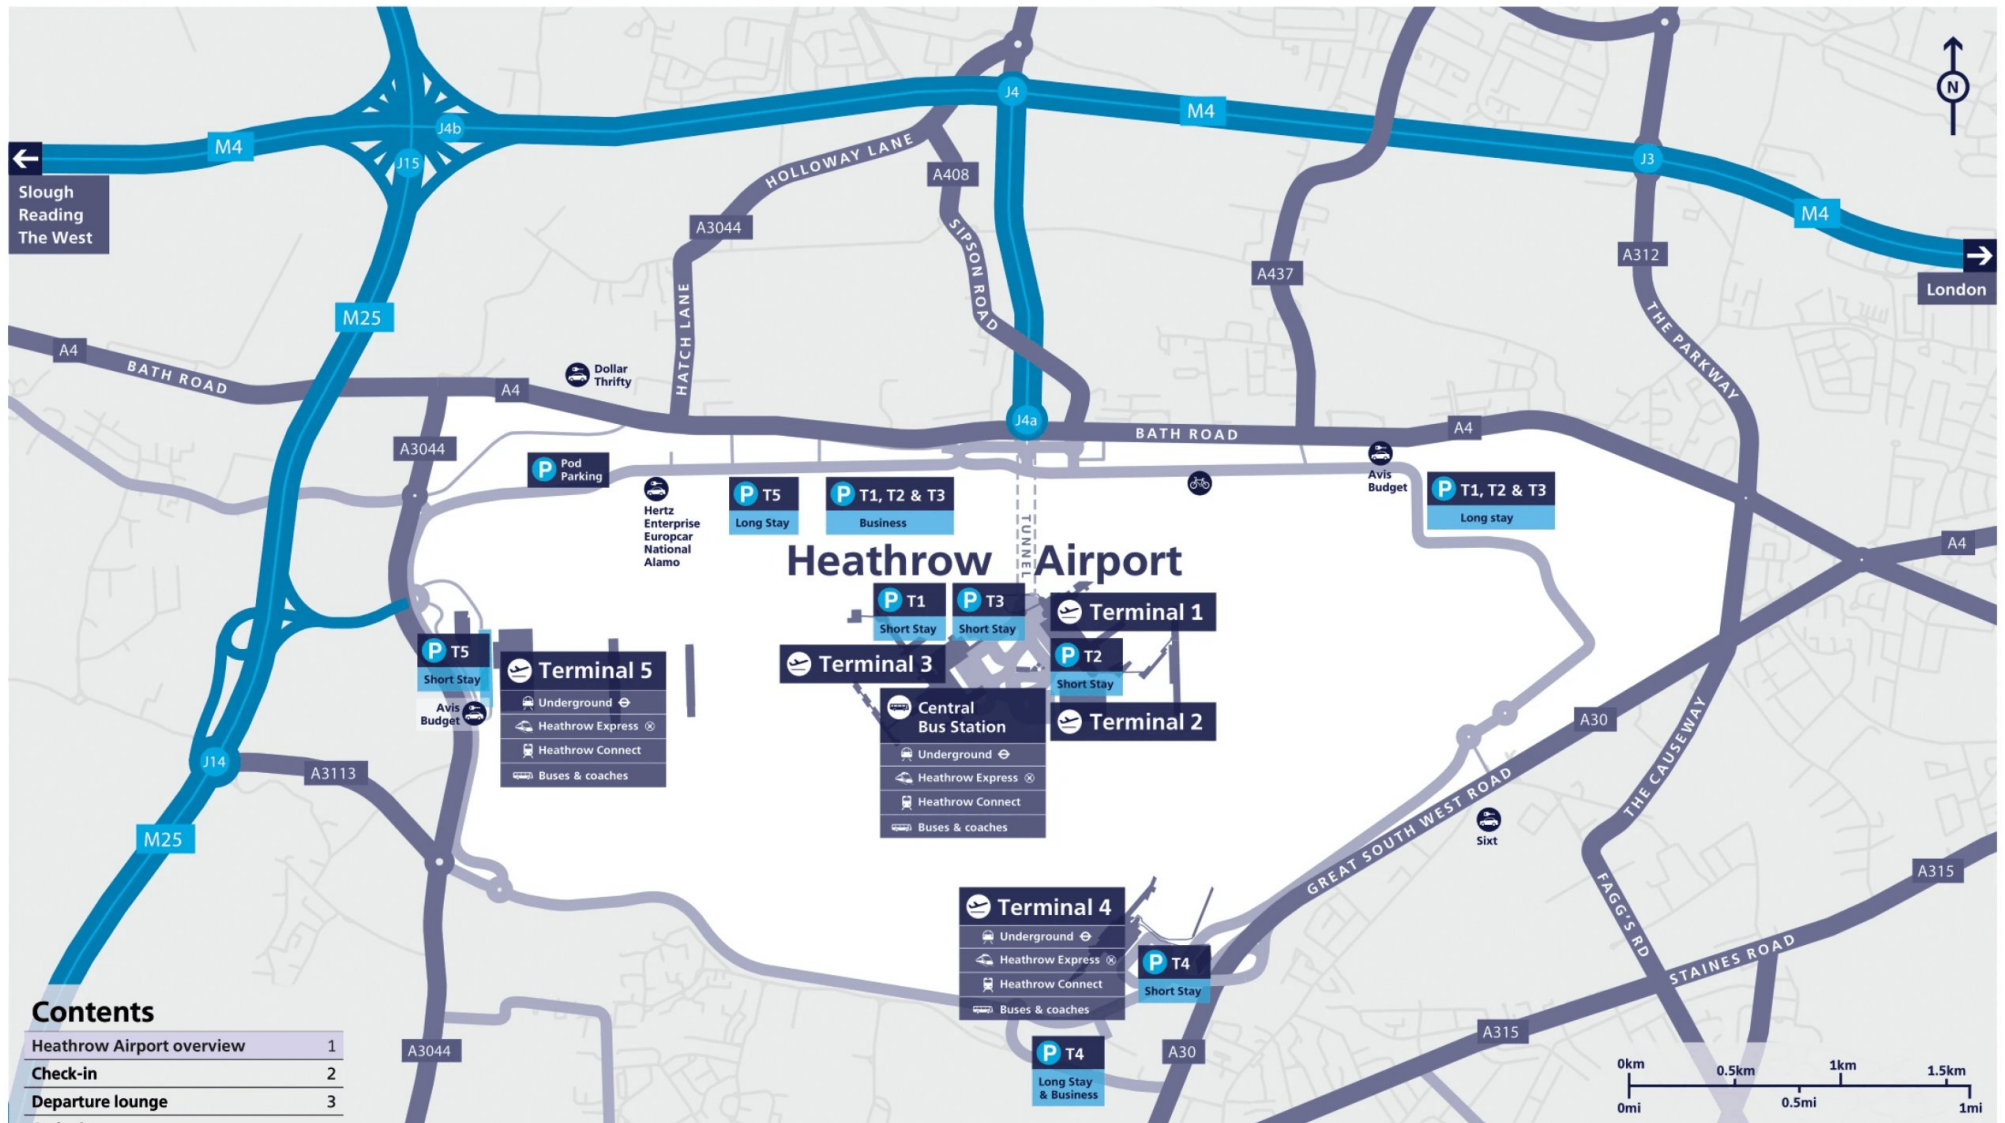 N
J4
M4
J4b
M4
J15
J3
HOLLOWAY LANE
A408
Slough
Reading
The West
M4
A3044
SIPSON ROAD
A437
A312
London
M25
HATCH LANE
THE PARKWAY
A4
BATH ROAD
Dollar
Thrifty
A4
J4a
BATH ROAD
A4
A3044
P Pod
Parking
Hertz
Enterprise
Europcar
National
Alamo
P T5
Long Stay
P T1, T2 & T3
Business
Avis
Budget
P T1, T2 & T3
Long stay
TUNNEL
A4
Heathrow Airport
P T1
Short Stay
P T3
Short Stay
Terminal 1
P T5
Short Stay
Avis
Budget
Terminal 5
Underground
Heathrow Express
Heathrow Connect
Buses & coaches
Terminal 3
P T2
Short Stay
Terminal 2
Central
Bus Station
Underground
Heathrow Express
Heathrow Connect
Buses & coaches
A30
J14
A3113
THE CAUSEWAY
GREAT SOUTH WEST ROAD
Sixt
M25
A315
FAGG'S RD
STAINES ROAD
Terminal 4
Underground
Heathrow Express
Heathrow Connect
Buses & coaches
P T4
Short Stay
A315
P T4
Long Stay
& Business
A30
A3044
Contents
Heathrow Airport overview 1
Check-in 2
Departure lounge 3
0km 0.5km 1km 1.5km
0mi 0.5mi 1mi